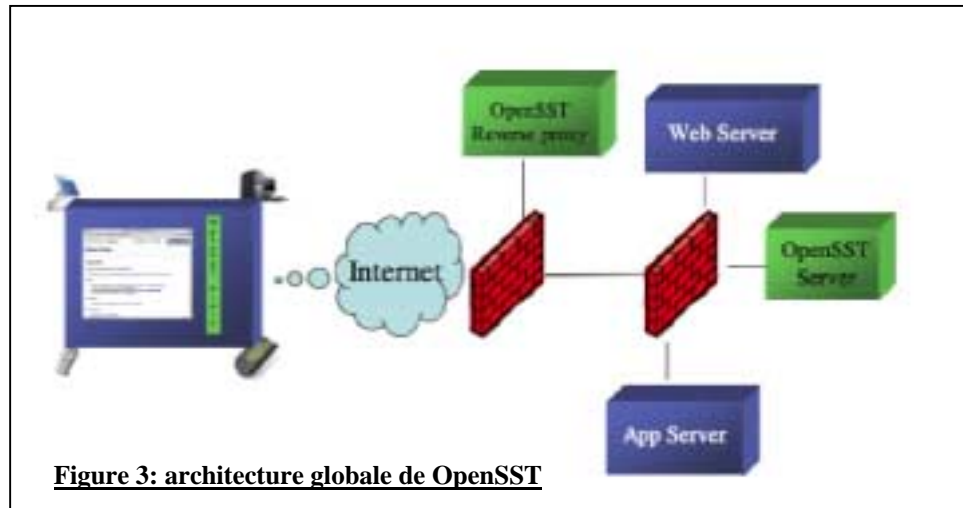 OpenSST
Reverse proxy
Web Server
Internet
OpenSST
Server
App Server
Figure 3: architecture globale de OpenSST